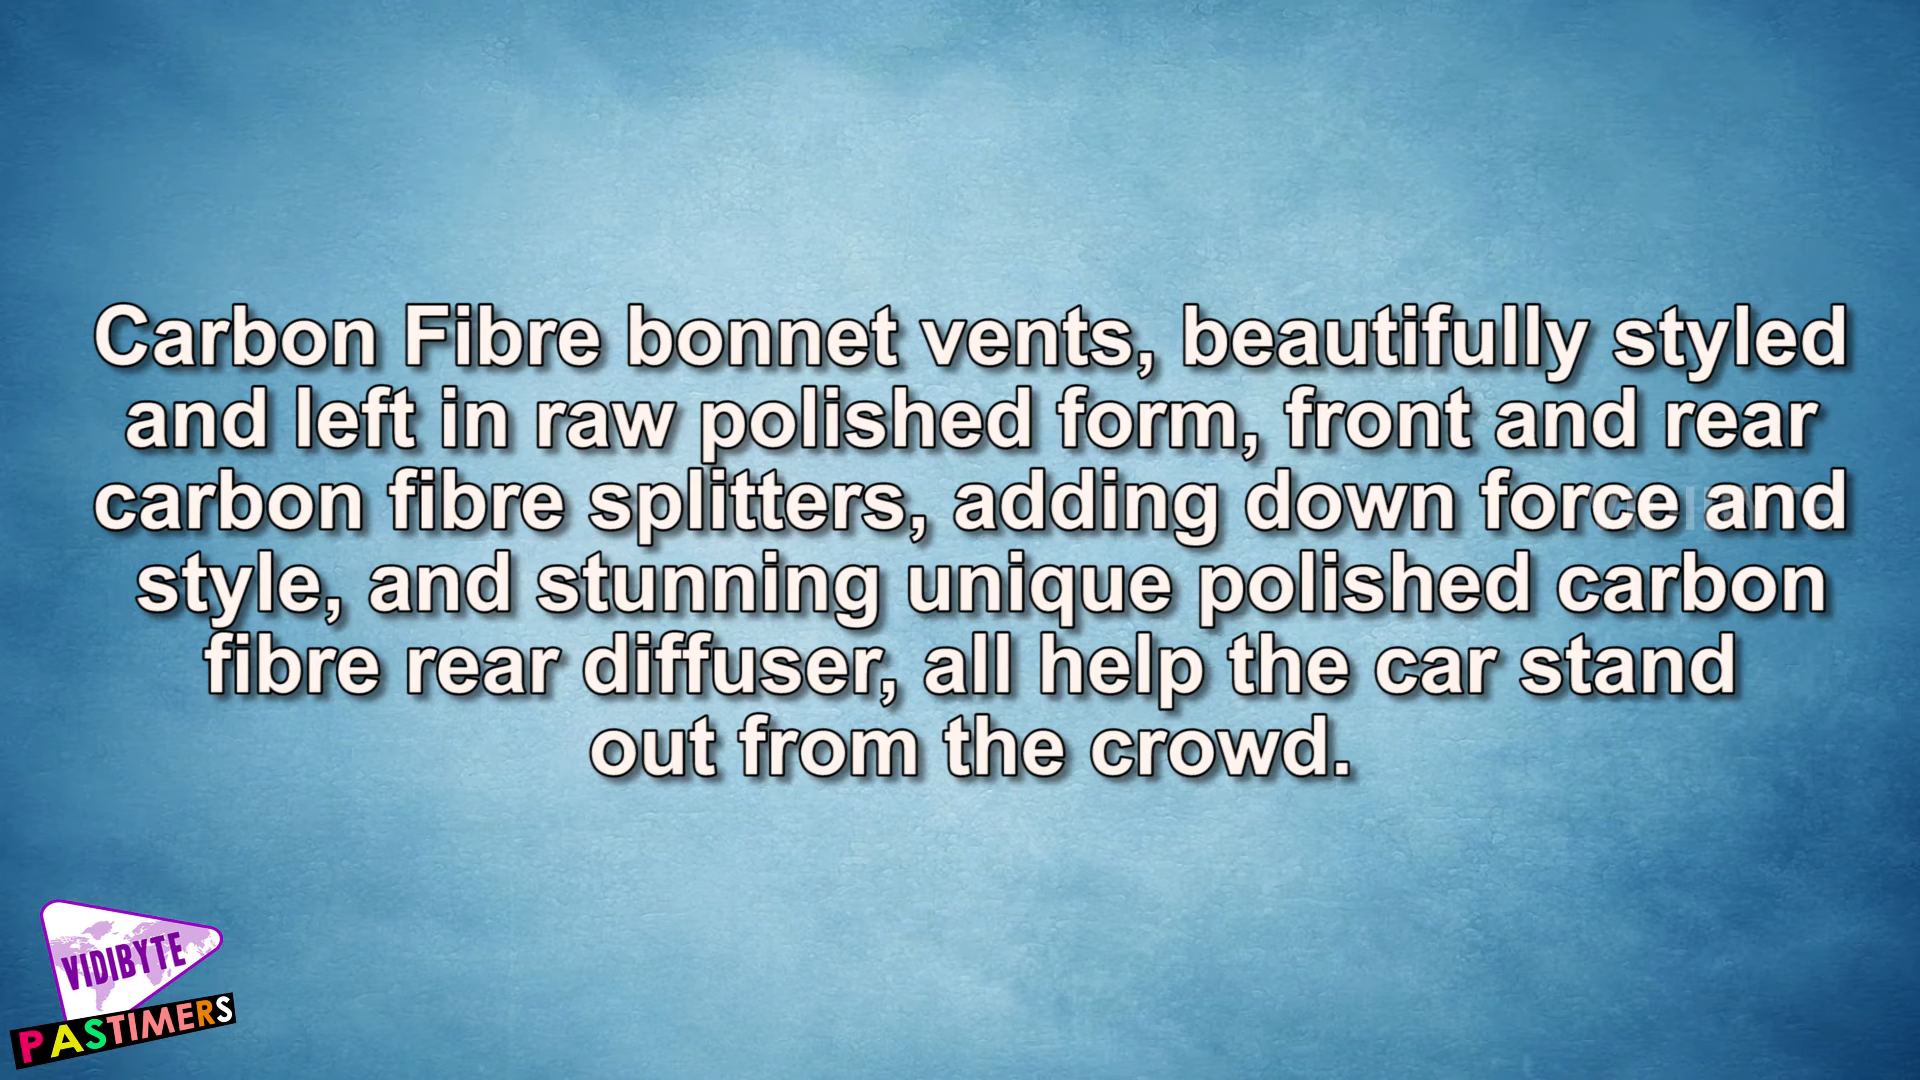 Carbon Fibre bonnet vents, beautifully styled
and left in raw polished form, front and rear
carbon fibre splitters, adding down force and
style, and stunning unique polished carbon
fibre rear diffuser, all help the car stand
out from the crowd.
VIDIBYTE
PASTIMERS